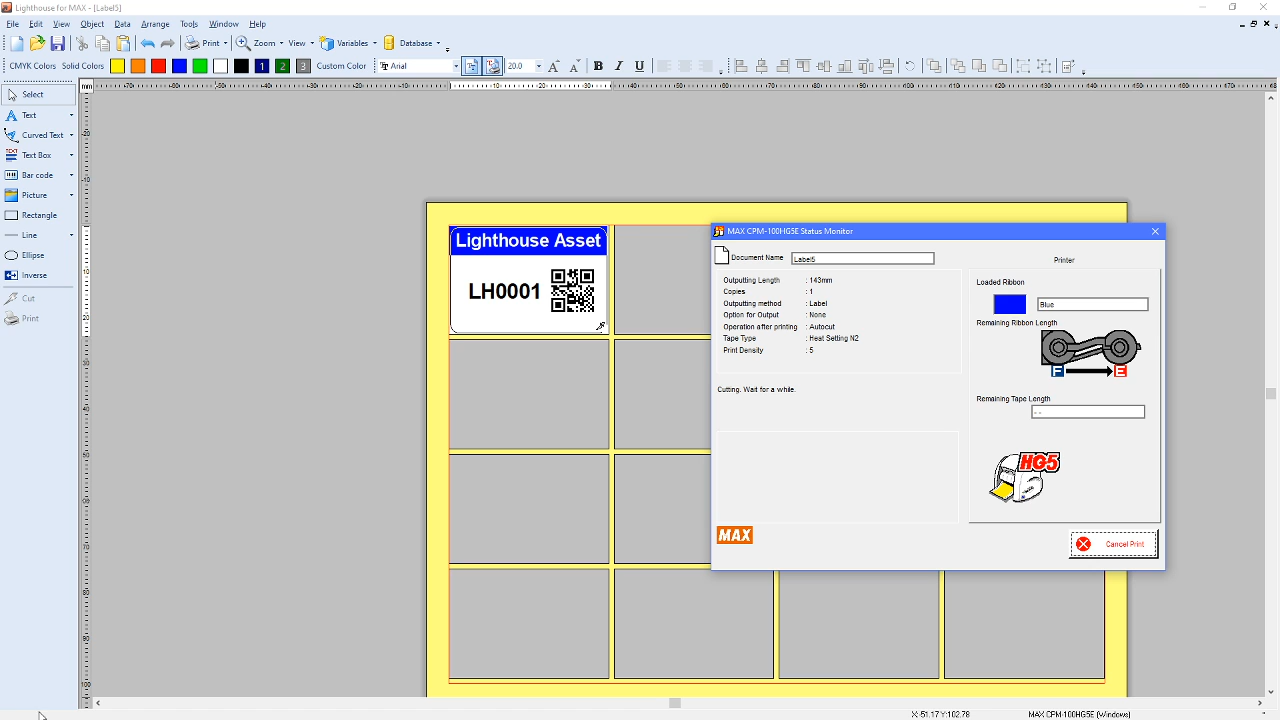 Lighthouse for MAX - [Label5]
File Edit View Object Data Arrange Tools Window Help
Print Zoom View Variables Database
CMYK Colors Solid Colors 1 2 3 Custom Color Arial 20.0 B I U
Select
Text
Curved Text
Text Box
Bar code
Picture
Rectangle
Line
Ellipse
Inverse
Cut
Print
Lighthouse Asset
LH0001
MAX CPM-100HG5E Status Monitor
Document Name Label5
Printer
Outputting Length : 143mm
Copies : 1
Outputting method : Label
Option for Output : None
Operation after printing : Autocut
Tape Type : Heat Setting N2
Print Density : 5
Cutting. Wait for a while.
Loaded Ribbon
Blue
Remaining Ribbon Length
F E
Remaining Tape Length
- -
HG5
MAX
Cancel Print
X:-51.17 Y:102.78 MAX CPM-100HG5E (Windows)